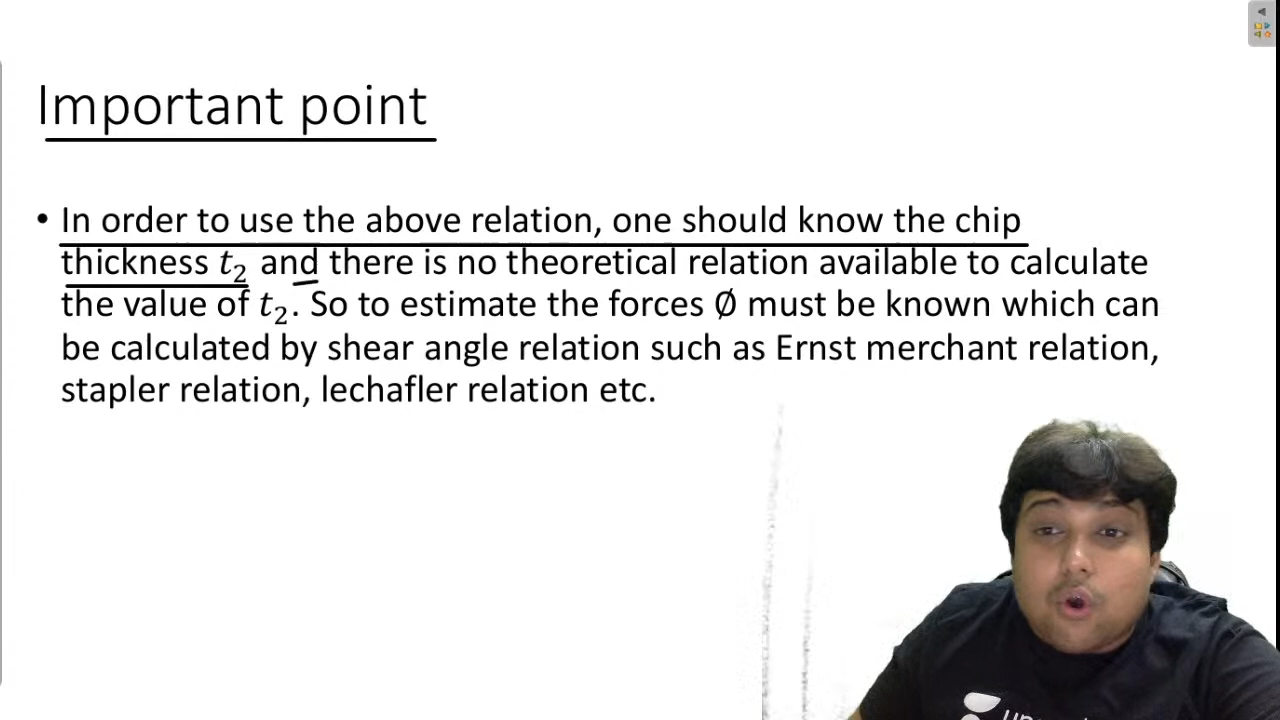 Important point
• In order to use the above relation, one should know the chip
thickness t₂ and there is no theoretical relation available to calculate
the value of t₂. So to estimate the forces Ø must be known which can
be calculated by shear angle relation such as Ernst merchant relation,
stapler relation, lechafler relation etc.